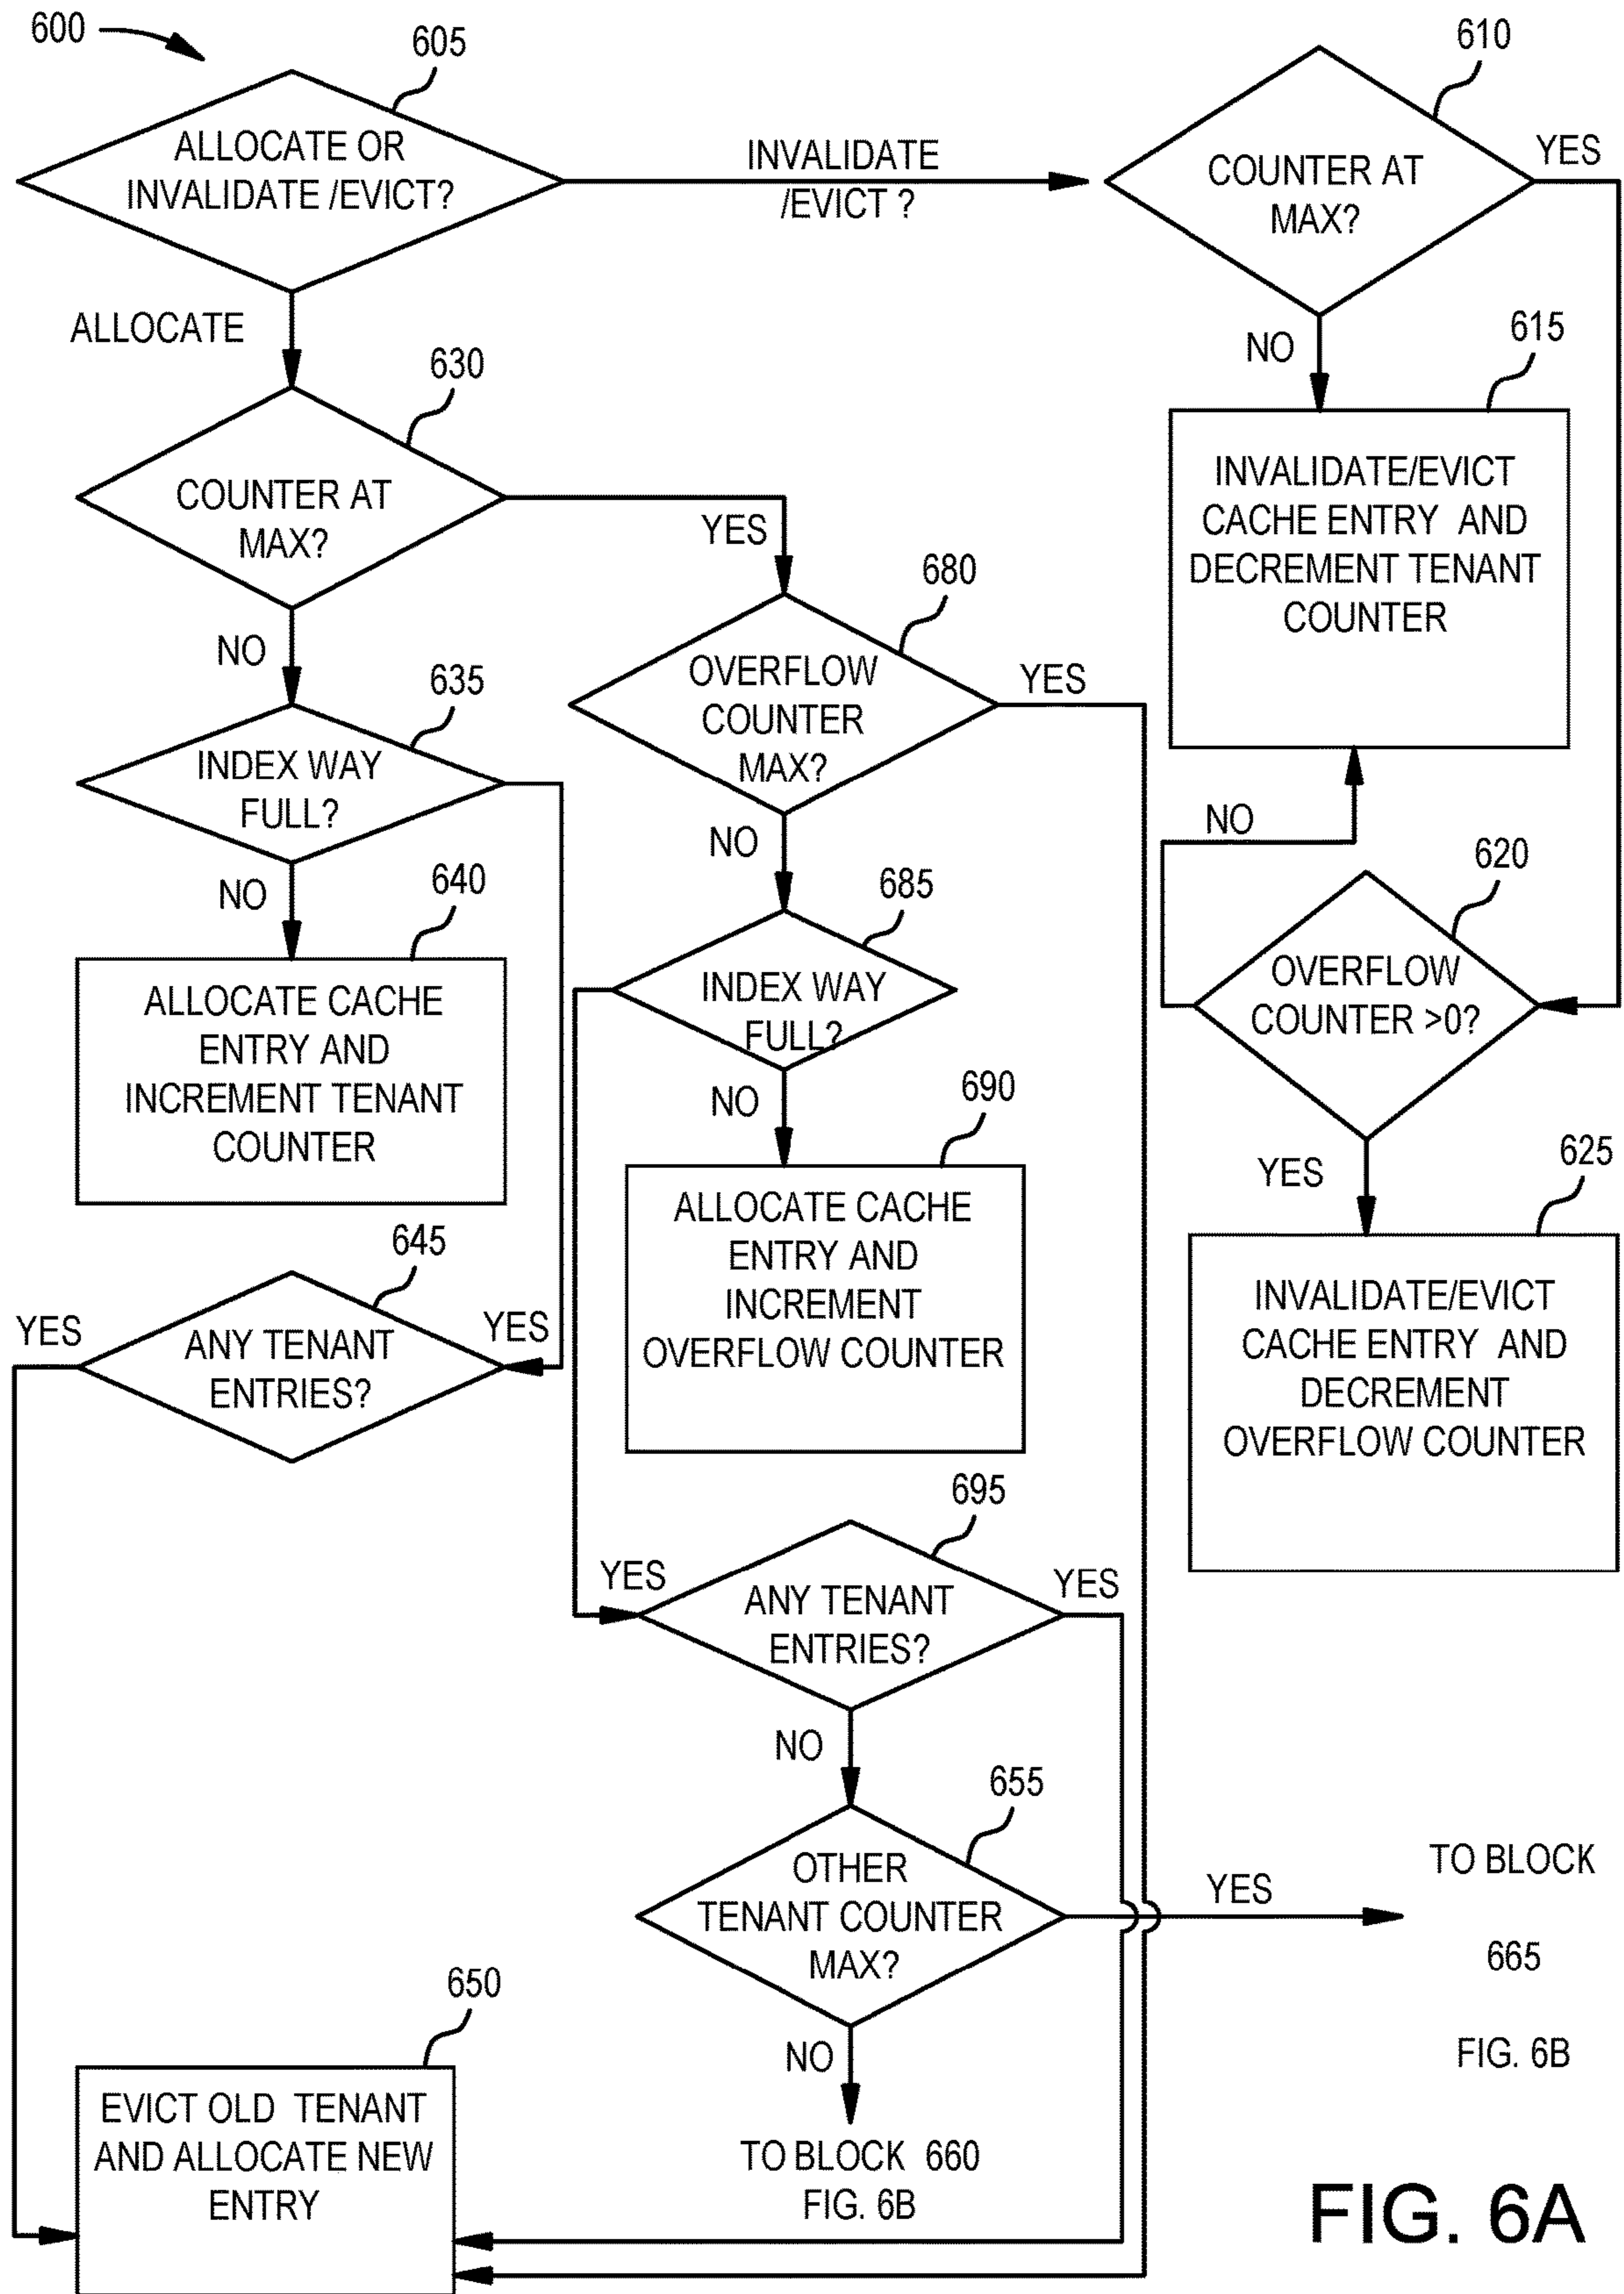 600
605
ALLOCATE OR
INVALIDATE /EVICT?
INVALIDATE
/EVICT ?
610
COUNTER AT
MAX?
YES
NO
ALLOCATE
630
COUNTER AT
MAX?
YES
NO
615
INVALIDATE/EVICT
CACHE ENTRY AND
DECREMENT TENANT
COUNTER
680
OVERFLOW
COUNTER
MAX?
YES
NO
635
INDEX WAY
FULL?
NO
640
ALLOCATE CACHE
ENTRY AND
INCREMENT TENANT
COUNTER
685
INDEX WAY
FULL?
NO
NO
620
OVERFLOW
COUNTER >0?
YES
690
ALLOCATE CACHE
ENTRY AND
INCREMENT
OVERFLOW COUNTER
625
INVALIDATE/EVICT
CACHE ENTRY AND
DECREMENT
OVERFLOW COUNTER
645
YES
ANY TENANT
ENTRIES?
YES
695
YES
ANY TENANT
ENTRIES?
YES
NO
655
OTHER
TENANT COUNTER
MAX?
YES
TO BLOCK
665
FIG. 6B
NO
TO BLOCK 660
FIG. 6B
650
EVICT OLD TENANT
AND ALLOCATE NEW
ENTRY
FIG. 6A